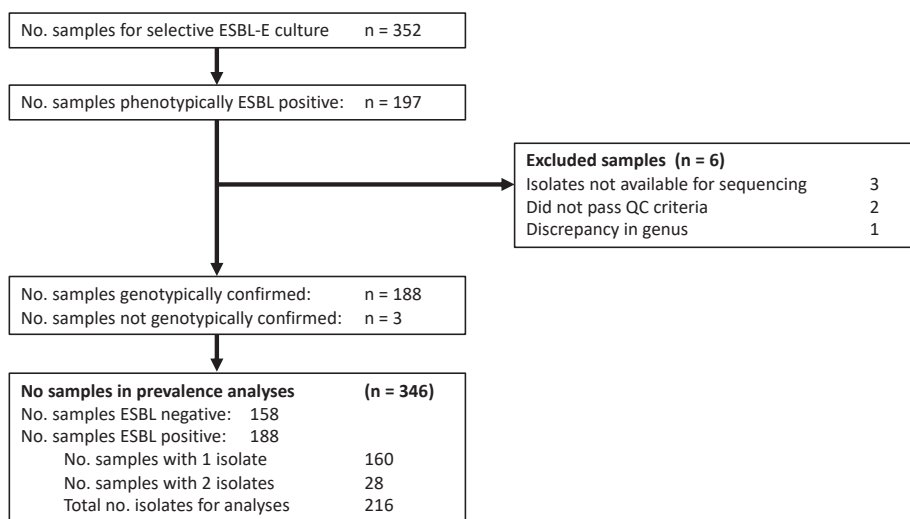 No. samples for selective ESBL-E culture n = 352
No. samples phenotypically ESBL positive: n = 197
Excluded samples (n = 6)
Isolates not available for sequencing 3
Did not pass QC criteria 2
Discrepancy in genus 1
No. samples genotypically confirmed: n = 188
No. samples not genotypically confirmed: n = 3
No samples in prevalence analyses (n = 346)
No. samples ESBL negative: 158
No. samples ESBL positive: 188
No. samples with 1 isolate 160
No. samples with 2 isolates 28
Total no. isolates for analyses 216